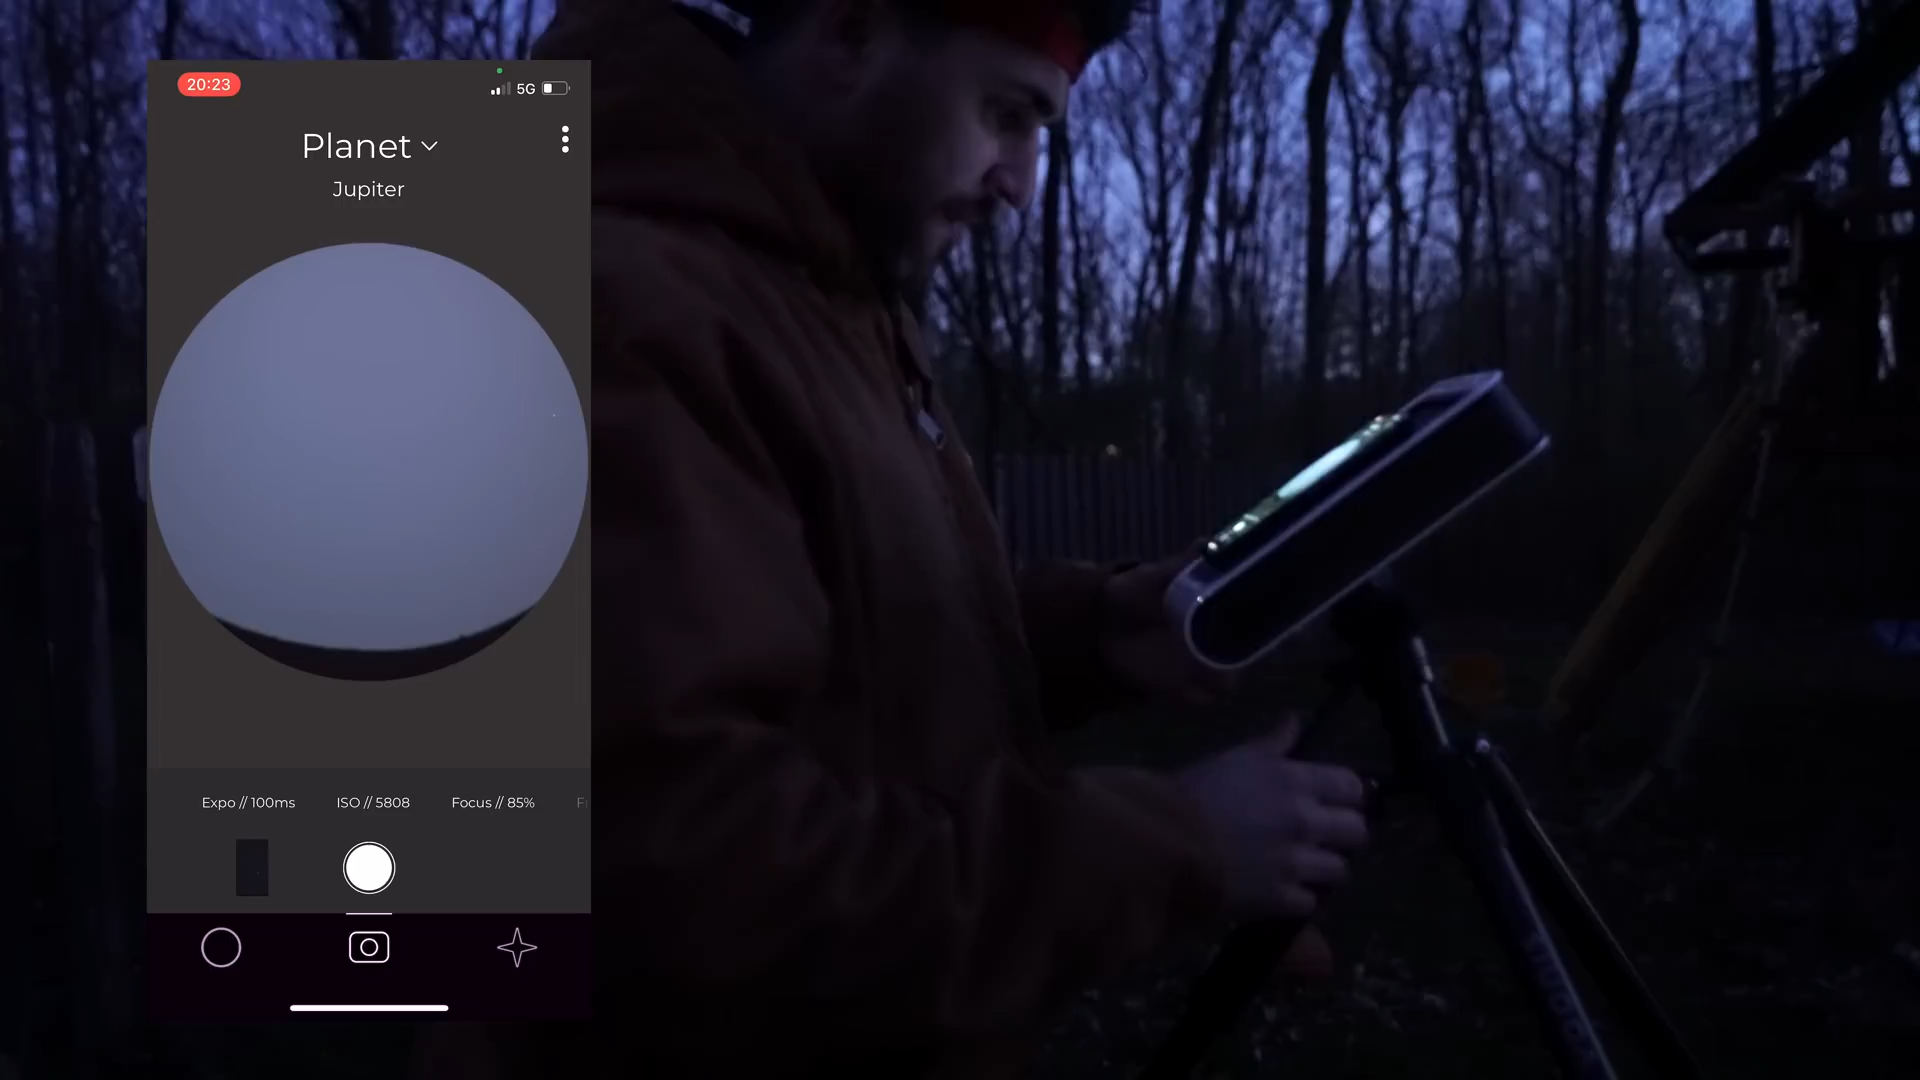 20:23
5G
Planet
Jupiter
Expo // 100ms
ISO // 5808
Focus // 85%